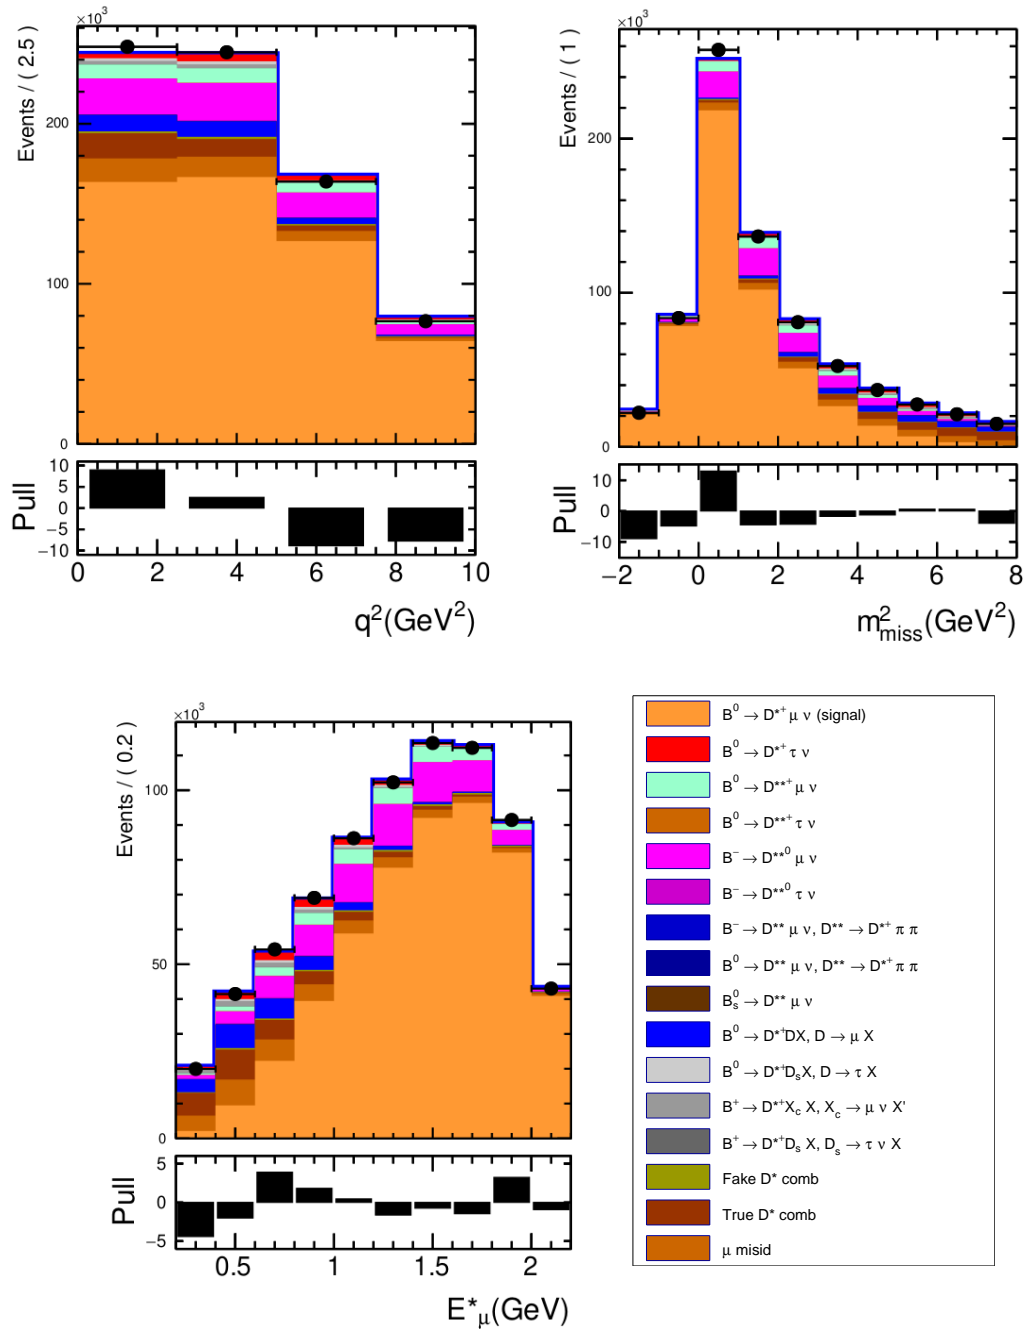 ×10³
Events / ( 2.5 )
200
100
0
Pull
10
5
0
−5
−10
0 2 4 6 8 10
q²(GeV²)
×10³
Events / ( 1 )
200
100
0
Pull
10
0
−10
−2 0 2 4 6 8
m²miss(GeV²)
×10³
Events / ( 0.2 )
100
50
0
Pull
5
0
−5
0.5 1 1.5 2
E*μ(GeV)
B⁰ → D*⁺ μ ν (signal)
B⁰ → D*⁺ τ ν
B⁰ → D**⁺ μ ν
B⁰ → D**⁺ τ ν
B⁻ → D**⁰ μ ν
B⁻ → D**⁰ τ ν
B⁻ → D** μ ν, D** → D*⁺ π π
B⁰ → D** μ ν, D** → D*⁺ π π
B⁰s → D** μ ν
B⁰ → D*⁺DX, D → μ X
B⁰ → D*⁺DsX, D → τ X
B⁺ → D*⁺Xc X, Xc → μ ν X'
B⁺ → D*⁺Ds X, Ds → τ ν X
Fake D* comb
True D* comb
μ misid